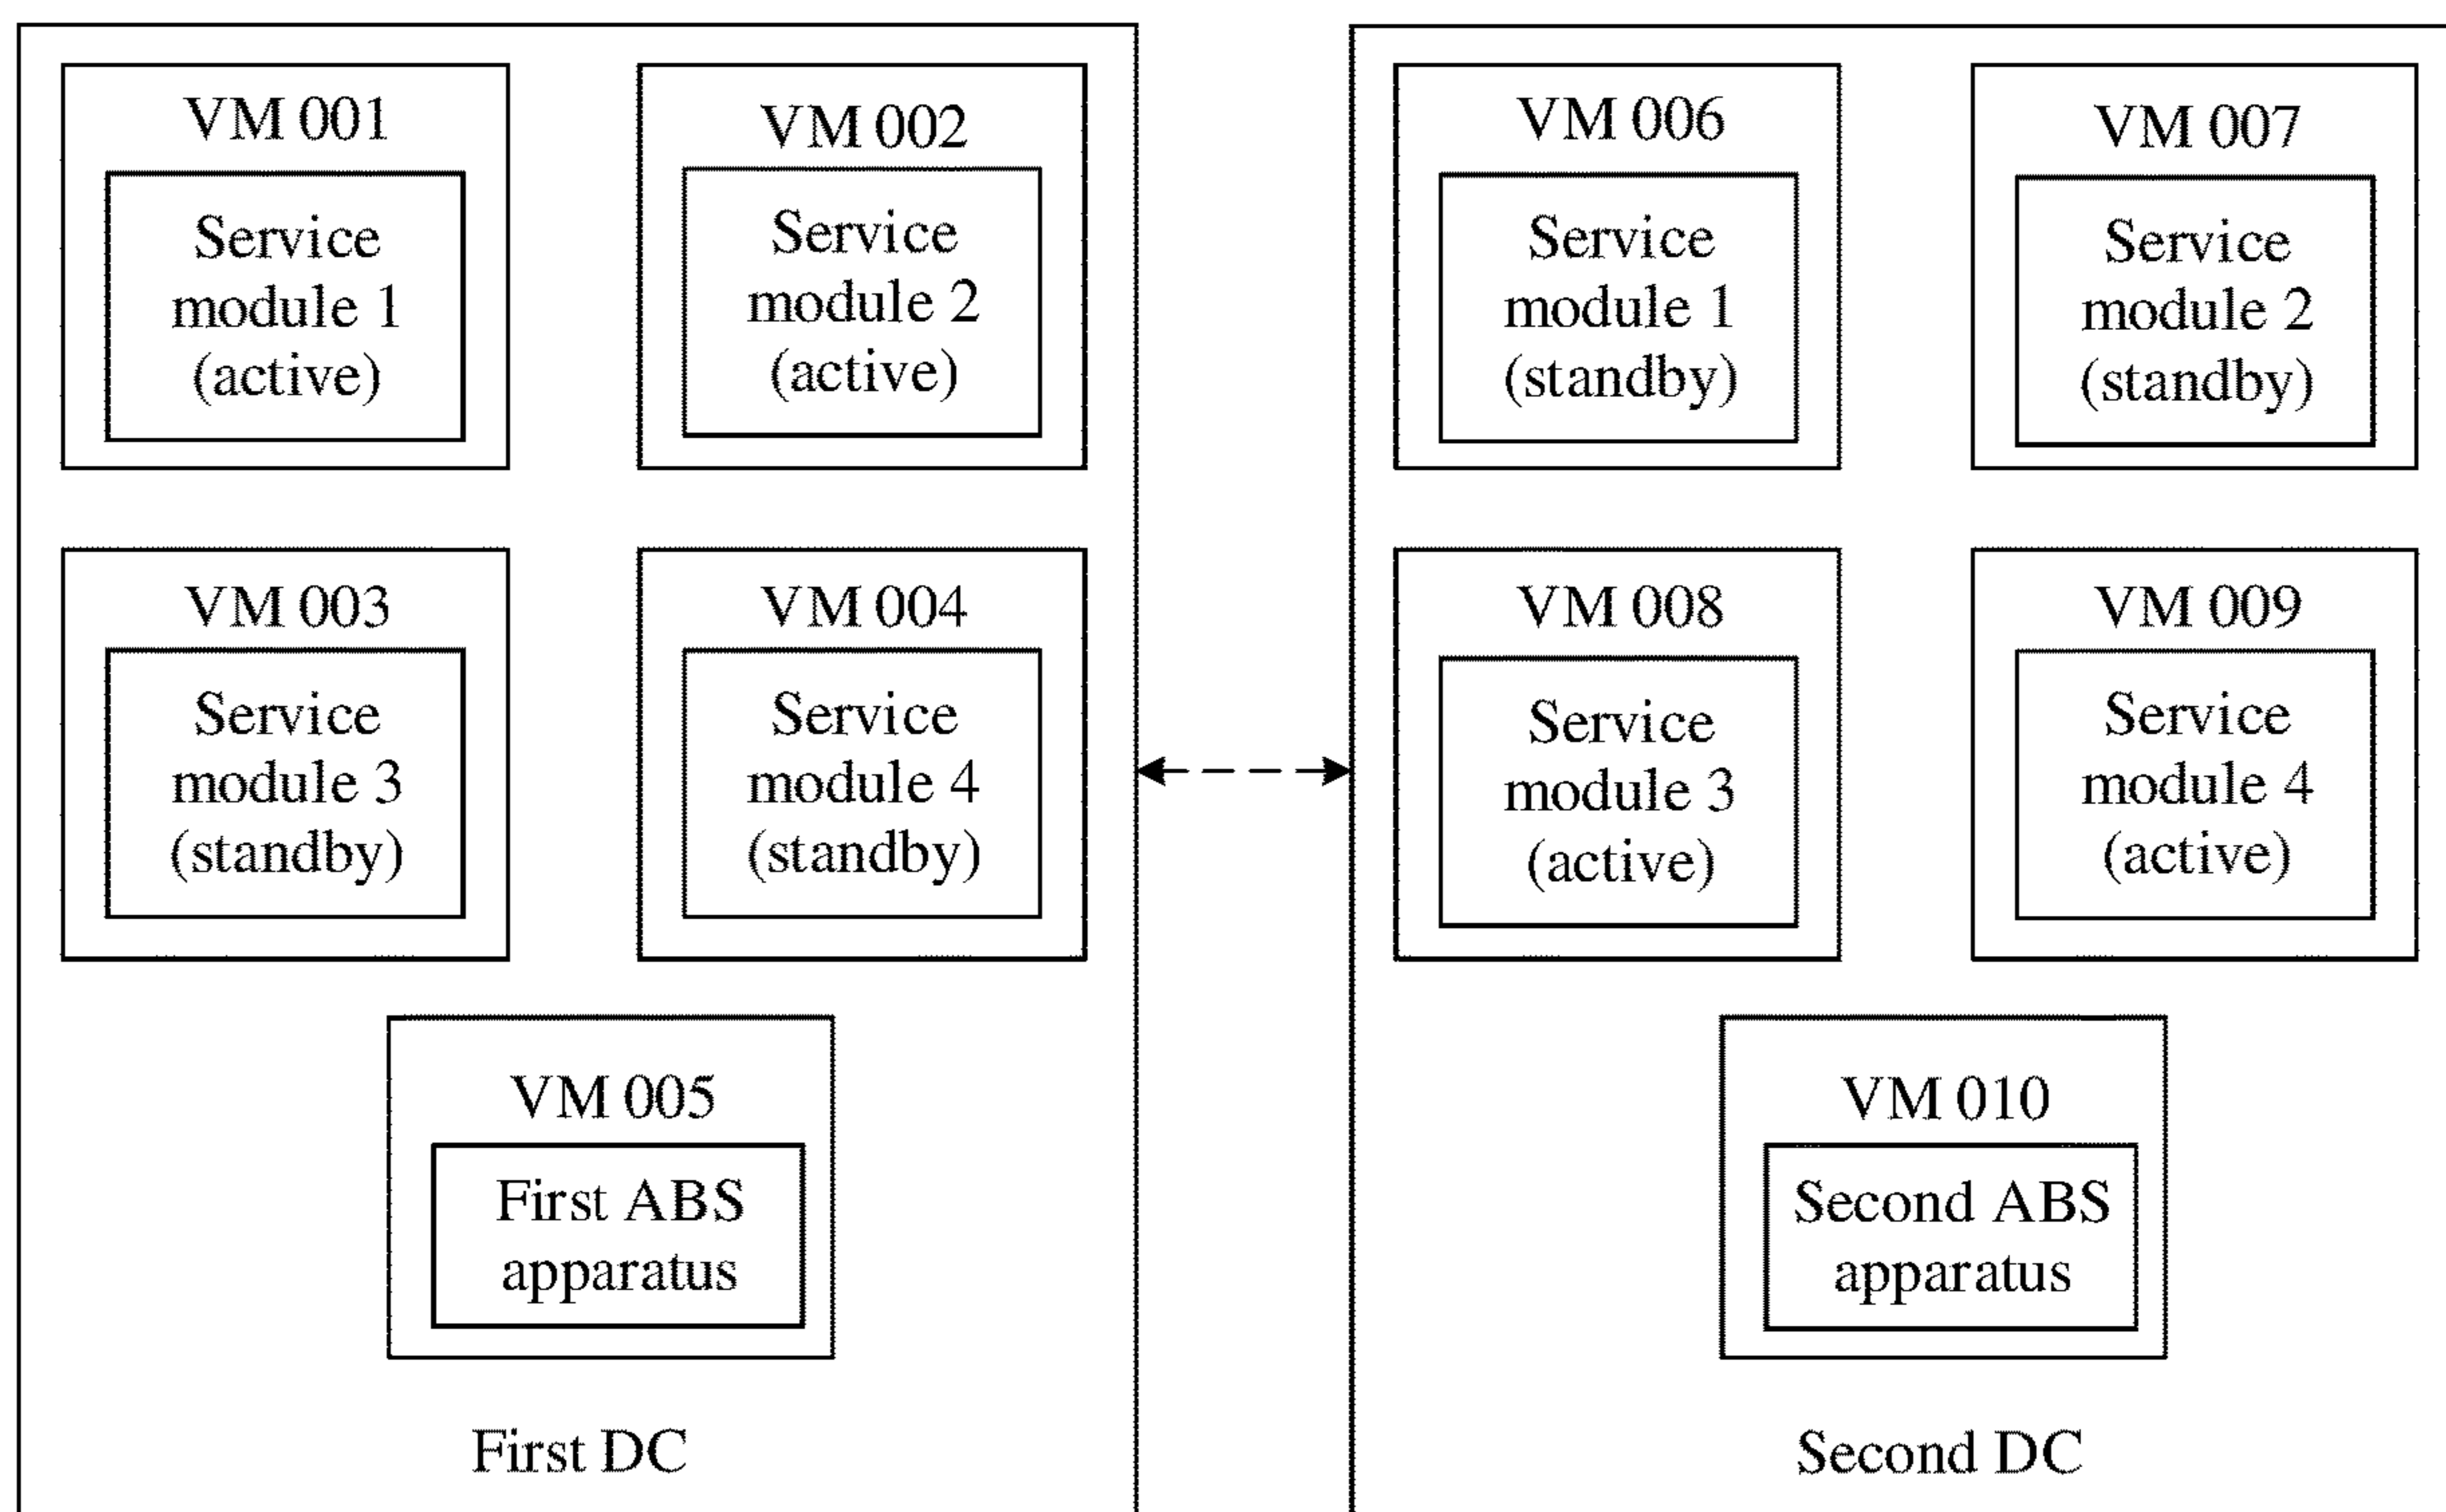 VM 001
Service
module 1
(active)
VM 002
Service
module 2
(active)
VM 003
Service
module 3
(standby)
VM 004
Service
module 4
(standby)
VM 005
First ABS
apparatus
First DC
VM 006
Service
module 1
(standby)
VM 007
Service
module 2
(standby)
VM 008
Service
module 3
(active)
VM 009
Service
module 4
(active)
VM 010
Second ABS
apparatus
Second DC